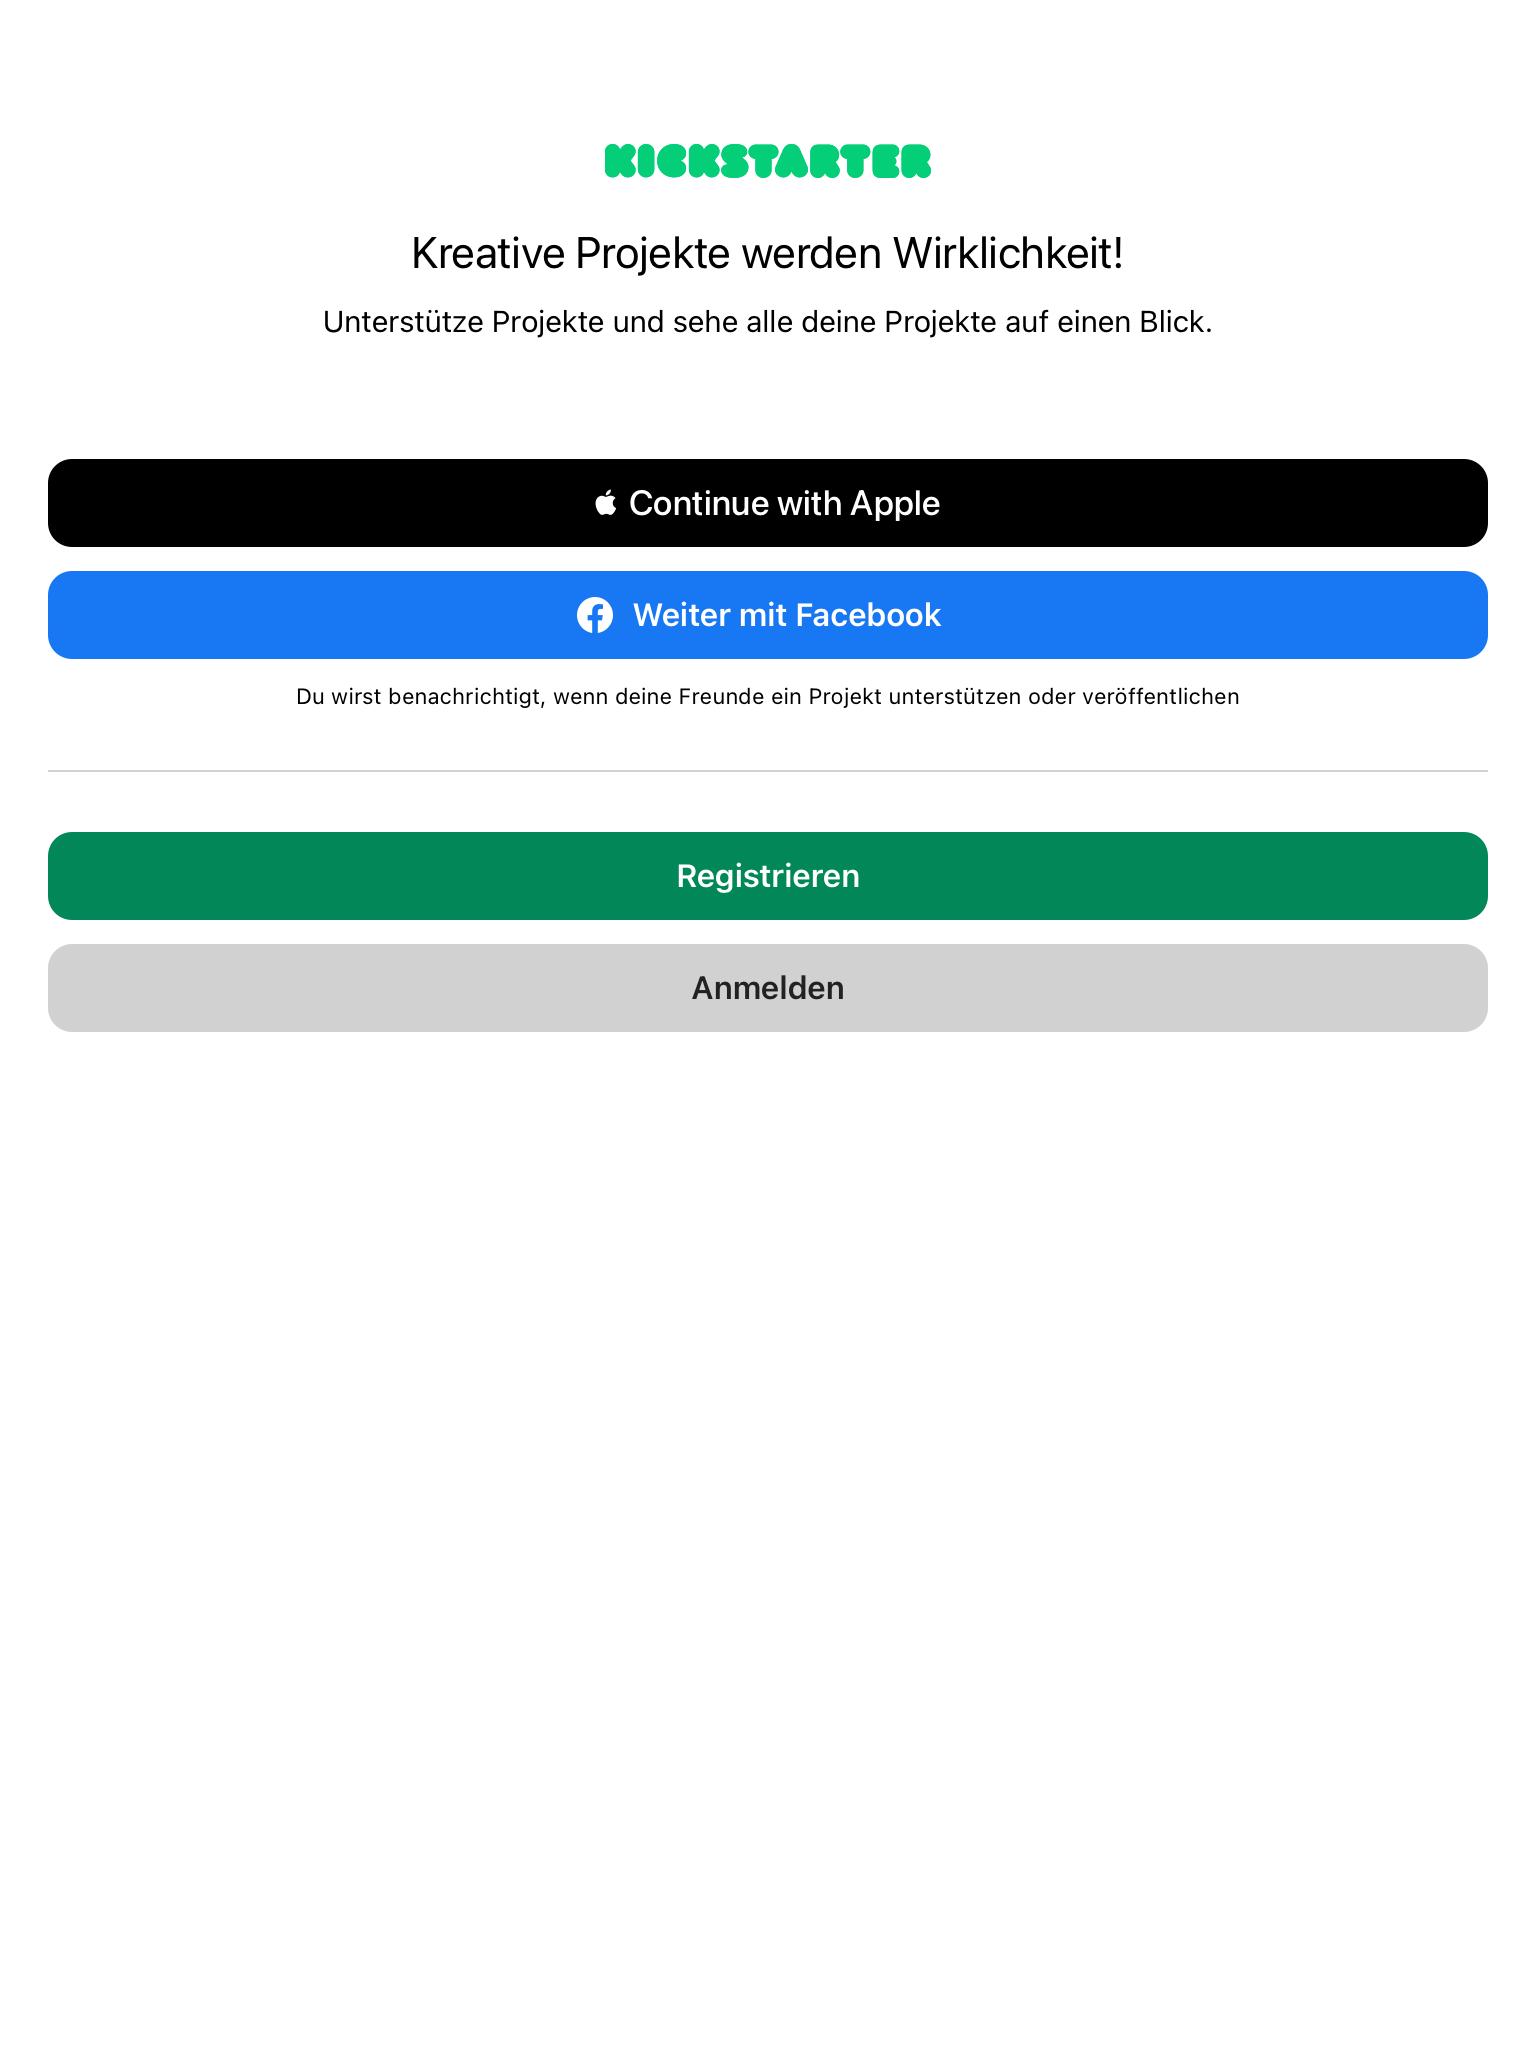 KICKSTARTER
Kreative Projekte werden Wirklichkeit!
Unterstütze Projekte und sehe alle deine Projekte auf einen Blick.
Continue with Apple
Weiter mit Facebook
Du wirst benachrichtigt, wenn deine Freunde ein Projekt unterstützen oder veröffentlichen
Registrieren
Anmelden